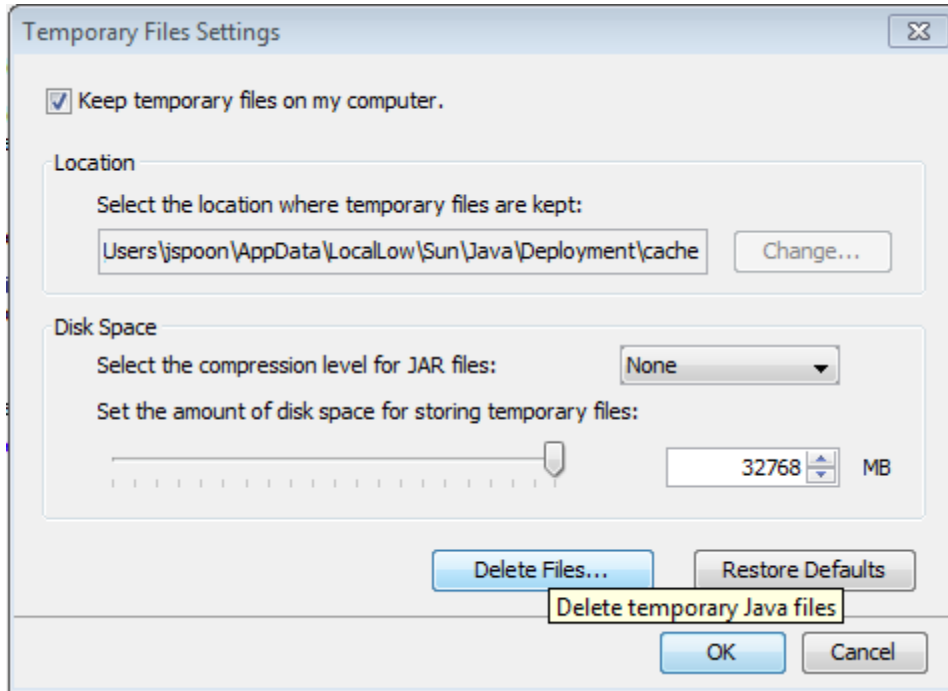 Temporary Files Settings
Keep temporary files on my computer.
Location
Select the location where temporary files are kept:
Users\jspoon\AppData\LocalLow\Sun\Java\Deployment\cache
Change...
Disk Space
Select the compression level for JAR files:
None
Set the amount of disk space for storing temporary files:
32768 MB
Delete Files...
Restore Defaults
Delete temporary Java files
OK
Cancel